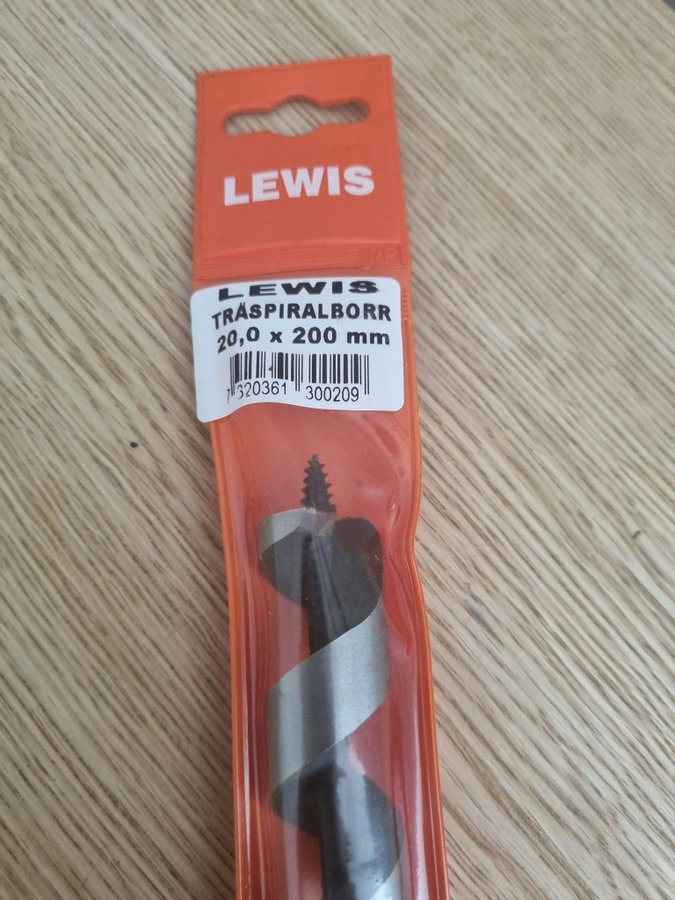 LEWIS
LEWIS
TRÄSPIRALBORR
20,0 x 200 mm
7 320361 300209